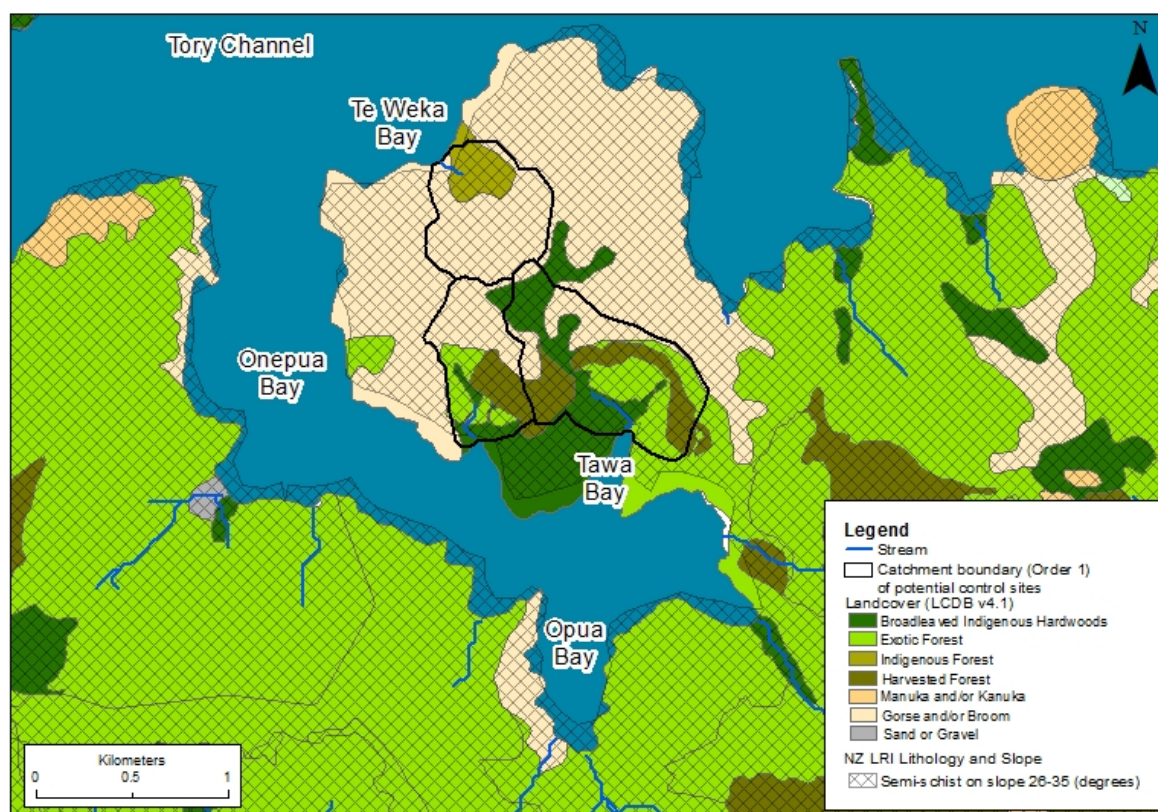 Tory Channel
N
Te Weka
Bay
Onepua
Bay
Tawa
Bay
Opua
Bay
Legend
Stream
Catchment boundary (Order 1)
of potential control sites
Landcover (LCDB v4.1)
Broadleaved Indigenous Hardwoods
Exotic Forest
Indigenous Forest
Harvested Forest
Manuka and/or Kanuka
Gorse and/or Broom
Sand or Gravel
NZ LRI Lithology and Slope
Semi-schist on slope 26-35 (degrees)
Kilometers
0 0.5 1